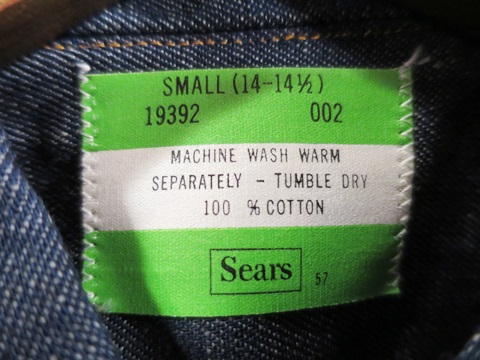 SMALL (14-14½)
19392 002
MACHINE WASH WARM
SEPARATELY - TUMBLE DRY
100 % COTTON
Sears 57